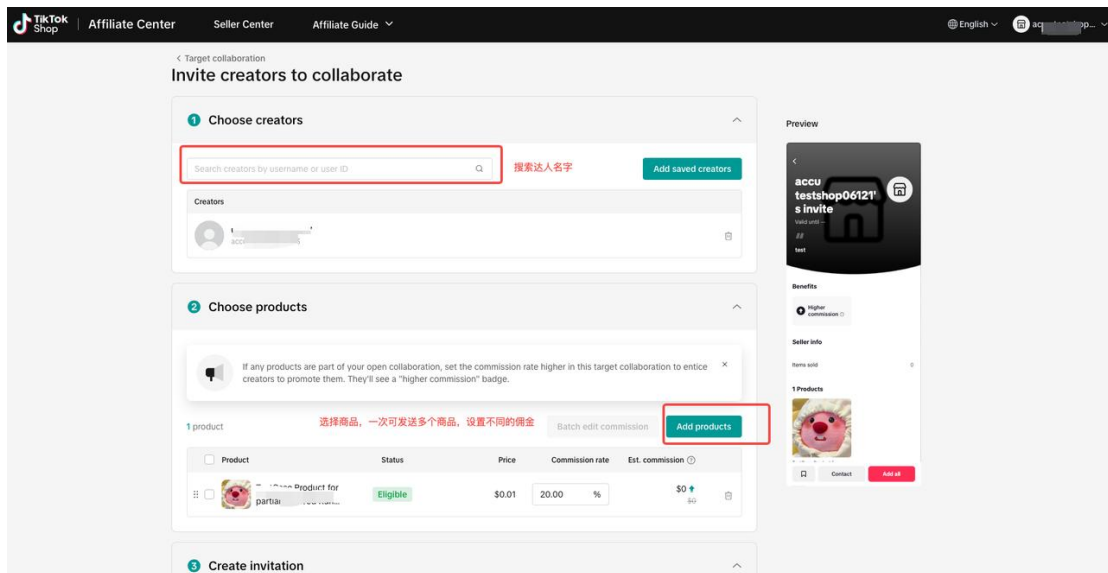 TikTok Shop | Affiliate Center Seller Center Affiliate Guide English
< Target collaboration
Invite creators to collaborate
1 Choose creators
Search creators by username or user ID
搜索达人名字
Add saved creators
Creators
2 Choose products
If any products are part of your open collaboration, set the commission rate higher in this target collaboration to entice
creators to promote them. They'll see a "higher commission" badge.
1 product
选择商品，一次可发送多个商品，设置不同的佣金
Batch edit commission
Add products
Product Status Price Commission rate Est. commission
Product for
Eligible $0.01 20.00 % $0
$0
3 Create invitation
Preview
accu
testshop06121'
s invite
Valid until --
test
Benefits
Higher
commission
Seller info
Items sold 0
1 Products
Contact Add all